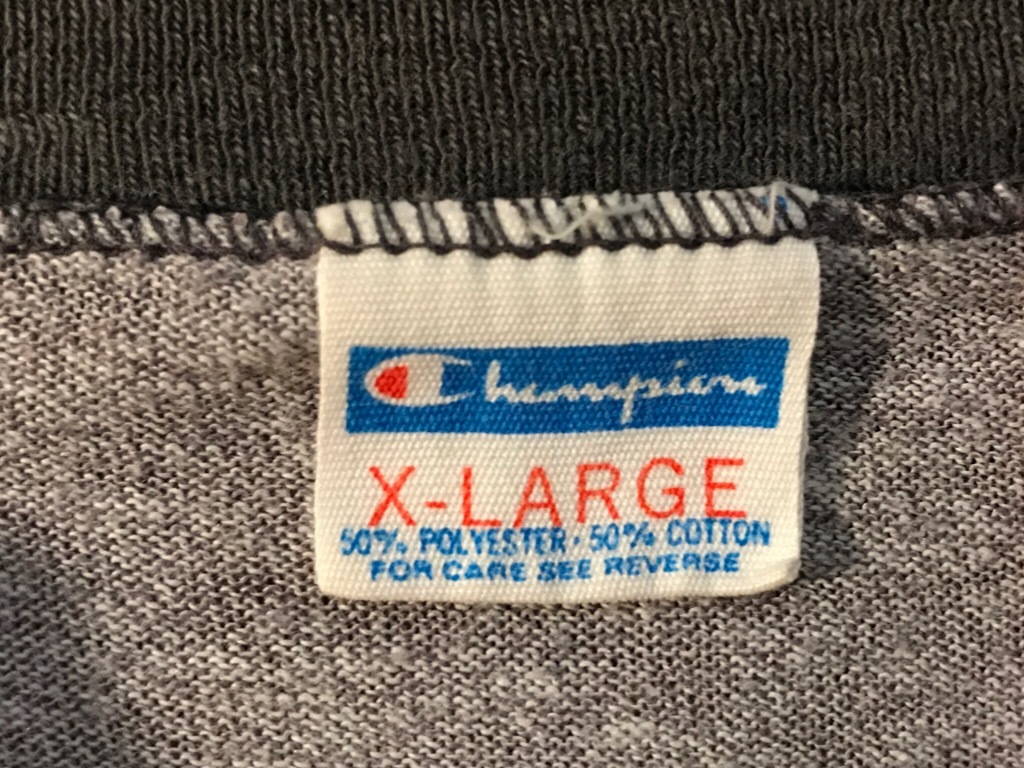 Champion
X-LARGE
50% POLYESTER · 50% COTTON
FOR CARE SEE REVERSE